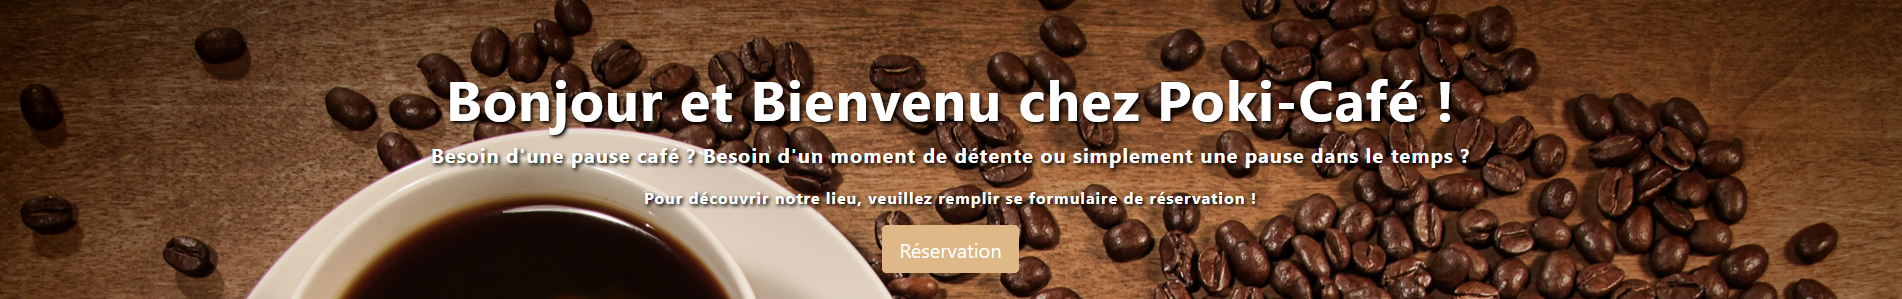 Bonjour et Bienvenu chez Poki-Café !
Besoin d'une pause café ? Besoin d'un moment de détente ou simplement une pause dans le temps ?
Pour découvrir notre lieu, veuillez remplir se formulaire de réservation !
Réservation